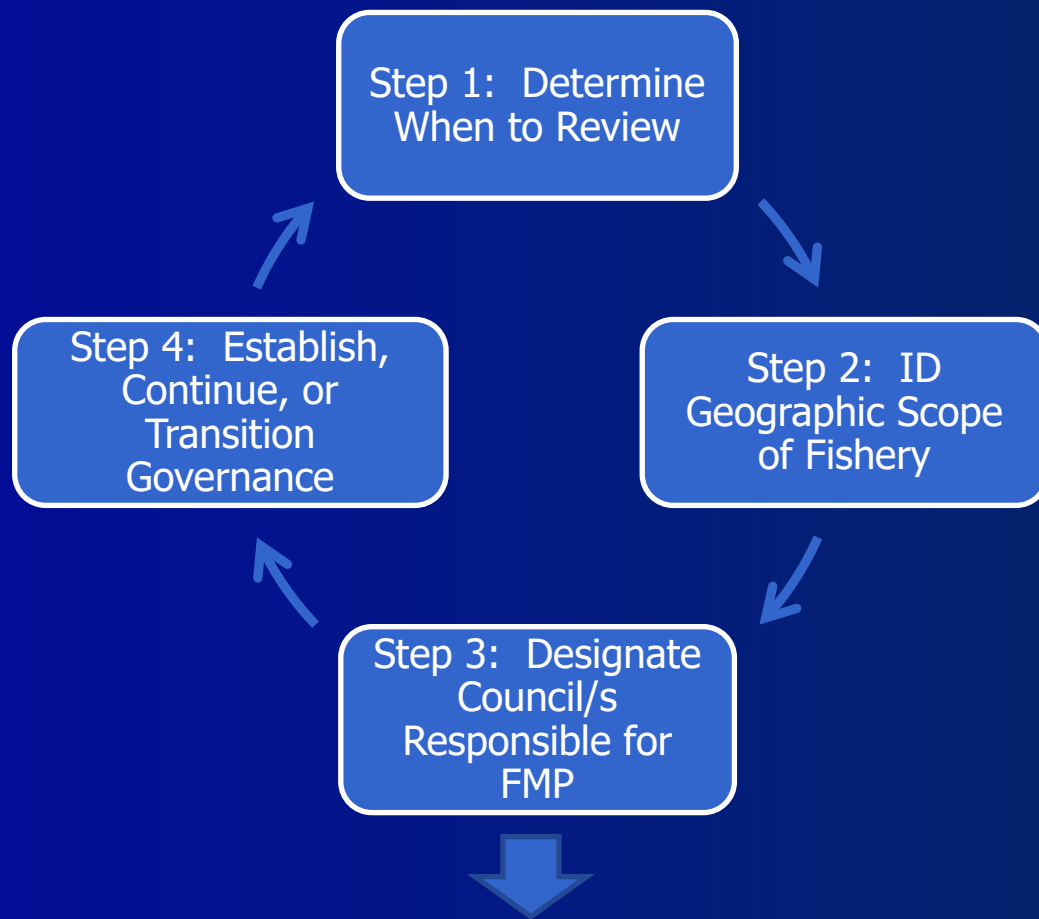 Step 1:  Determine
When to Review
Step 2:  ID
Geographic Scope
of Fishery
Step 3:  Designate
Council/s
Responsible for
FMP
Step 4:  Establish,
Continue, or
Transition
Governance